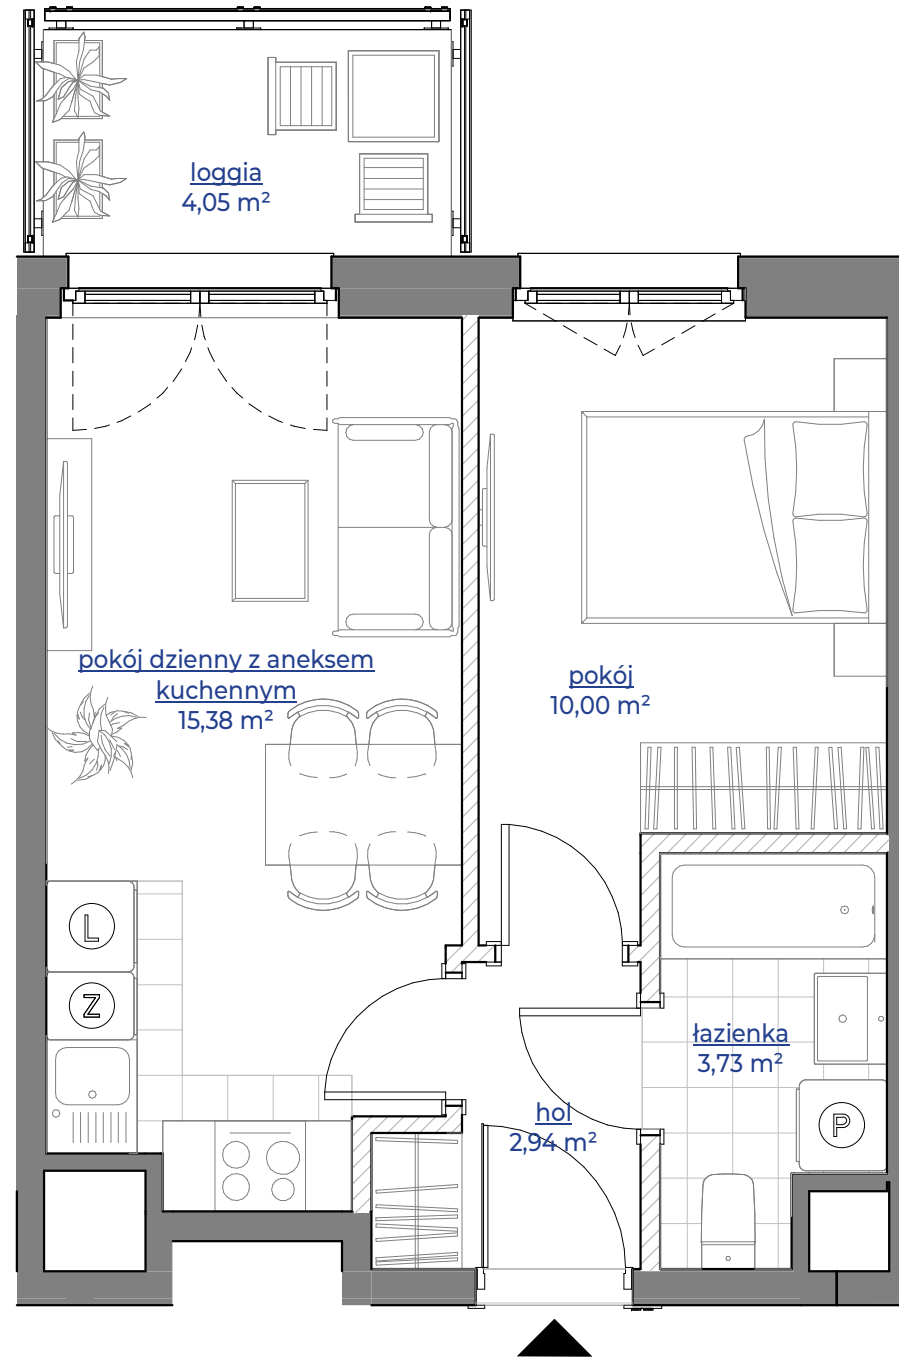 loggia
4,05 m²
pokój dzienny z aneksem
kuchennym
15,38 m²
pokój
10,00 m²
L
Z
łazienka
3,73 m²
hol
2,94 m²
P